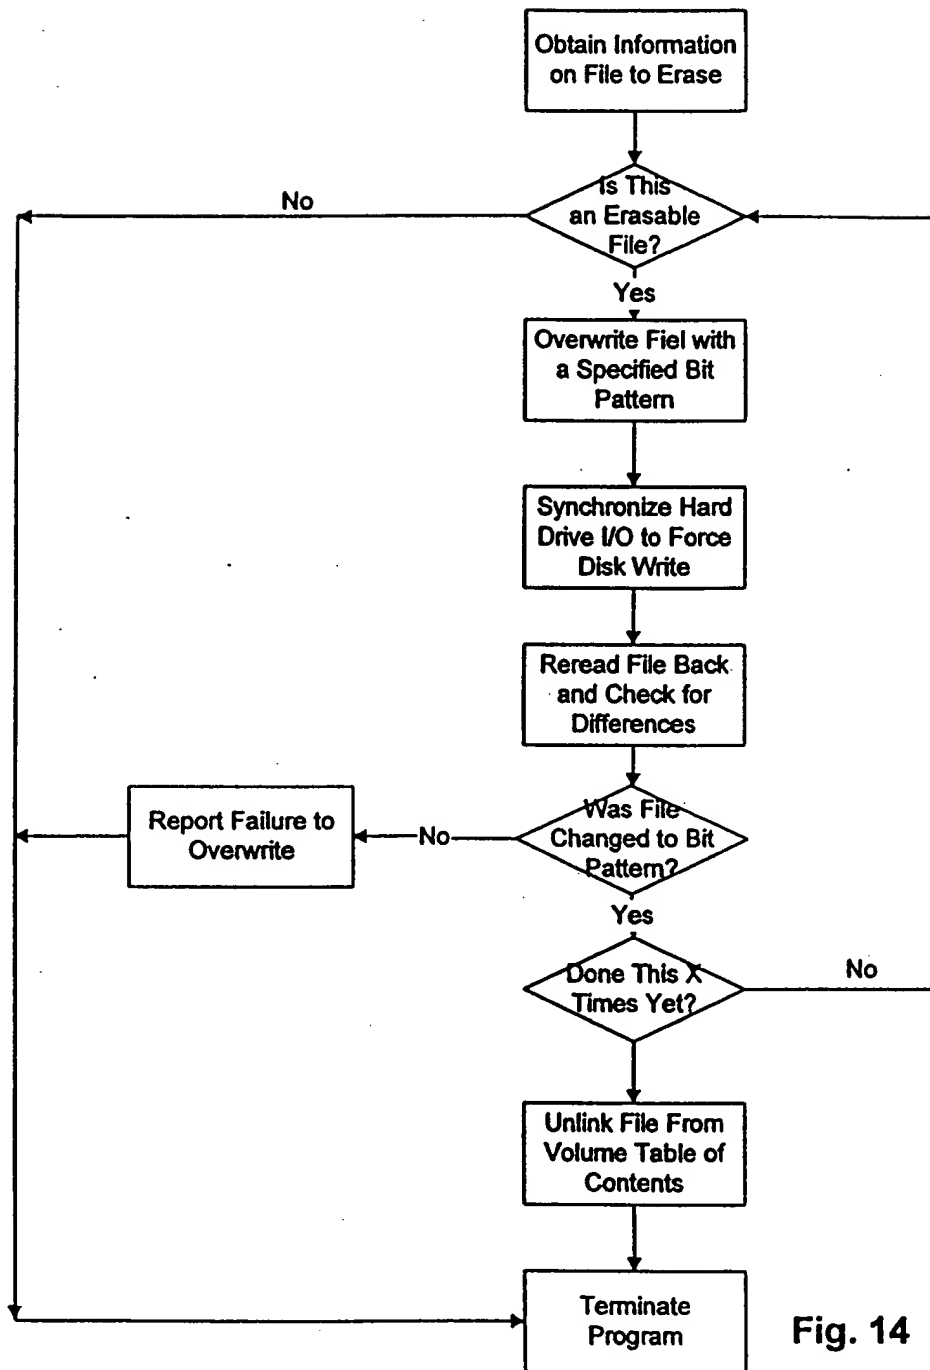 Obtain Information
on File to Erase
No
Is This
an Erasable
File?
Yes
Overwrite Fiel with
a Specified Bit
Pattern
Synchronize Hard
Drive I/O to Force
Disk Write
Reread File Back
and Check for
Differences
Report Failure to
Overwrite
No
Was File
Changed to Bit
Pattern?
Yes
Done This X
Times Yet?
No
Unlink File From
Volume Table of
Contents
Terminate
Program
Fig. 14